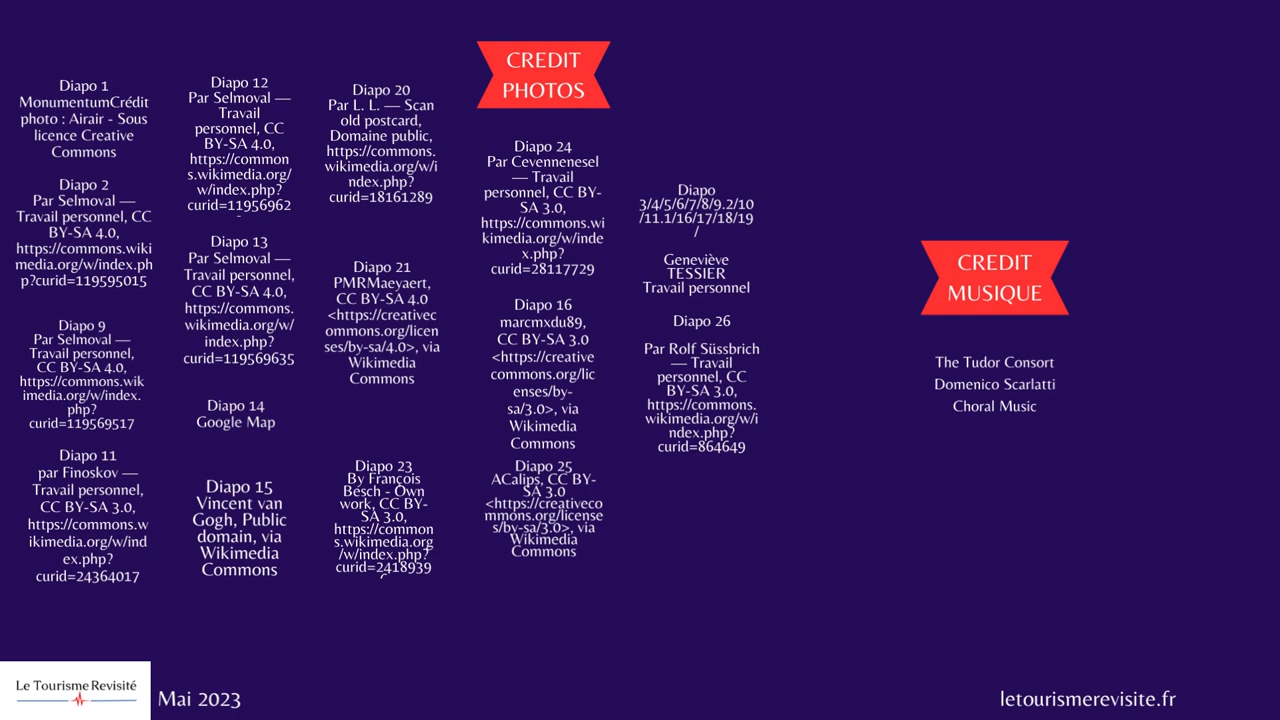 Diapo 1
MonumentumCrédit
photo : Airair - Sous
licence Creative
Commons
Diapo 2
Par Selmoval —
Travail personnel, CC
BY-SA 4.0,
https://commons.wiki
media.org/w/index.ph
p?curid=119595015
Diapo 9
Par Selmoval —
Travail personnel,
CC BY-SA 4.0,
https://commons.wik
imedia.org/w/index.
php?
curid=119569517
Diapo 11
par Finoskov —
Travail personnel,
CC BY-SA 3.0,
https://commons.w
ikimedia.org/w/ind
ex.php?
curid=24364017
Diapo 12
Par Selmoval —
Travail
personnel, CC
BY-SA 4.0,
https://common
s.wikimedia.org/
w/index.php?
curid=11956962
Diapo 13
Par Selmoval —
Travail personnel,
CC BY-SA 4.0,
https://commons.
wikimedia.org/w/
index.php?
curid=119569635
Diapo 14
Google Map
Diapo 15
Vincent van
Gogh, Public
domain, via
Wikimedia
Commons
Diapo 20
Par L. L. — Scan
old postcard,
Domaine public,
https://commons.
wikimedia.org/w/i
ndex.php?
curid=18161289
Diapo 21
PMRMaeyaert,
CC BY-SA 4.0
<https://creativec
ommons.org/licen
ses/by-sa/4.0>, via
Wikimedia
Commons
Diapo 23
By François
Besch - Own
work, CC BY-
SA 3.0,
https://common
s.wikimedia.org
/w/index.php?
curid=2418939
CREDIT
PHOTOS
Diapo 24
Par Cevennenesel
— Travail
personnel, CC BY-
SA 3.0,
https://commons.wi
kimedia.org/w/inde
x.php?
curid=28117729
Diapo 16
marcmxdu89,
CC BY-SA 3.0
<https://creative
commons.org/lic
enses/by-
sa/3.0>, via
Wikimedia
Commons
Diapo 25
ACalips, CC BY-
SA 3.0
<https://creativeco
mmons.org/license
s/by-sa/3.0>, via
Wikimedia
Commons
Diapo
3/4/5/6/7/8/9.2/10
/11.1/16/17/18/19
/
Geneviève
TESSIER
Travail personnel
Diapo 26
Par Rolf Süssbrich
— Travail
personnel, CC
BY-SA 3.0,
https://commons.
wikimedia.org/w/i
ndex.php?
curid=864649
CREDIT
MUSIQUE
The Tudor Consort
Domenico Scarlatti
Choral Music
Le Tourisme Revisité
Mai 2023
letourismerevisite.fr